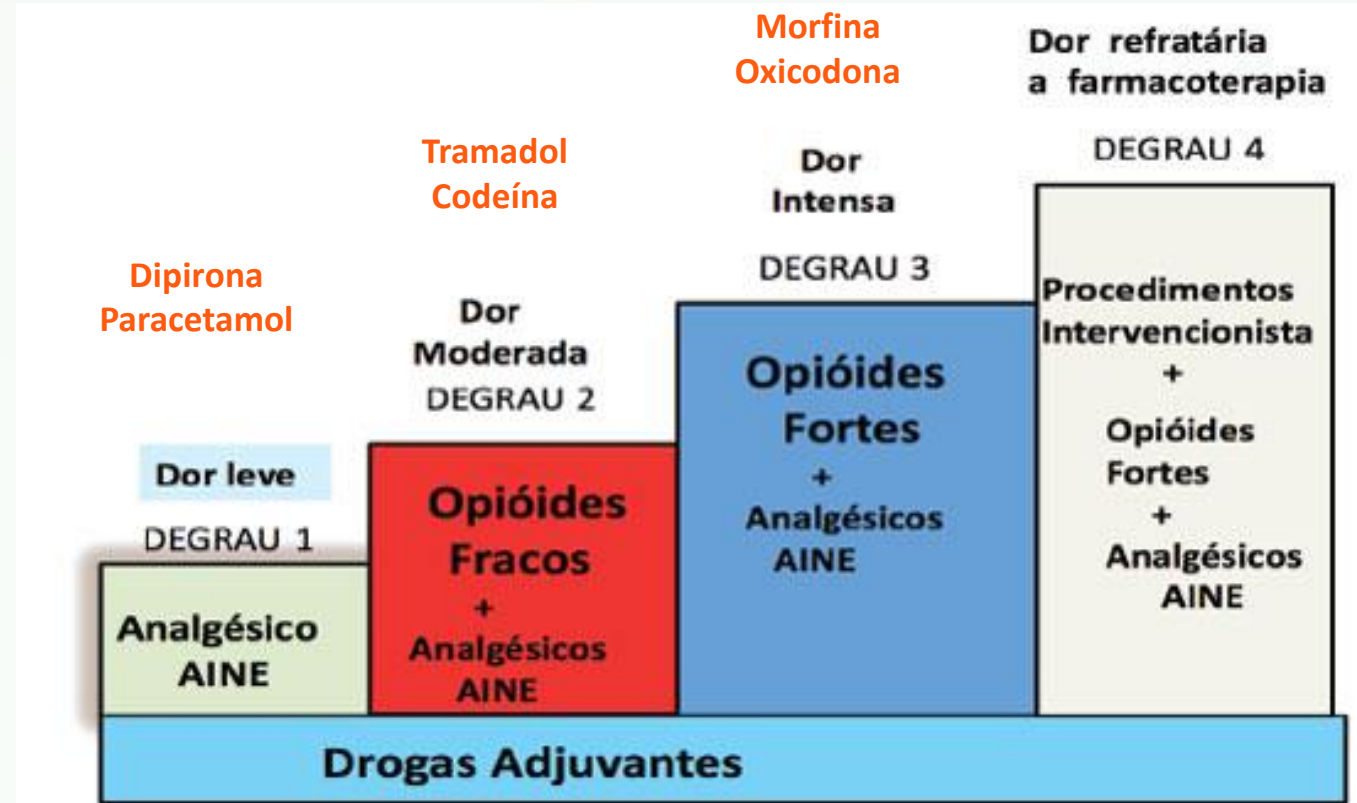 Dipirona
Paracetamol
Dor leve
DEGRAU 1
Analgésico
AINE
Tramadol
Codeína
Dor
Moderada
DEGRAU 2
Opióides
Fracos
+
Analgésicos
AINE
Morfina
Oxicodona
Dor
Intensa
DEGRAU 3
Opióides
Fortes
+
Analgésicos
AINE
Dor refratária
a farmacoterapia
DEGRAU 4
Procedimentos
Intervencionista
+
Opióides
Fortes
+
Analgésicos
AINE
Drogas Adjuvantes